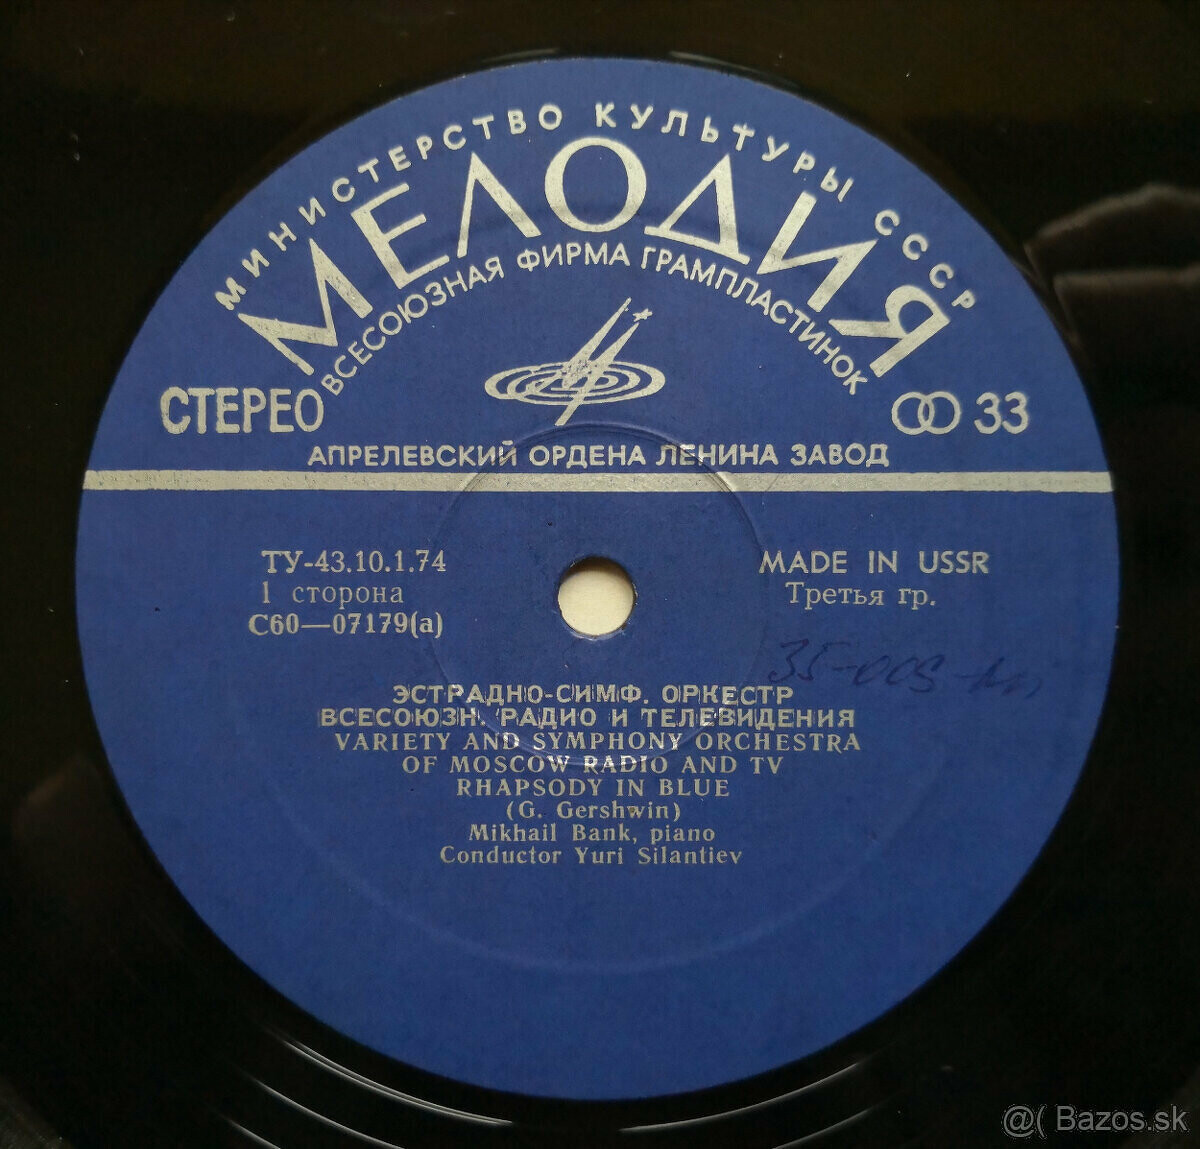 МИНИСТЕРСТВО КУЛЬТУРЫ СССР
МЕЛОДИЯ
ВСЕСОЮЗНАЯ ФИРМА ГРАМПЛАСТИНОК
СТЕРЕО
33
АПРЕЛЕВСКИЙ ОРДЕНА ЛЕНИНА ЗАВОД
ТУ-43.10.1.74
1 сторона
С60—07179(а)
MADE IN USSR
Третья гр.
ЭСТРАДНО-СИМФ. ОРКЕСТР
ВСЕСОЮЗН. РАДИО И ТЕЛЕВИДЕНИЯ
VARIETY AND SYMPHONY ORCHESTRA
OF MOSCOW RADIO AND TV
RHAPSODY IN BLUE
(G. Gershwin)
Mikhail Bank, piano
Conductor Yuri Silantiev
@( Bazos.sk